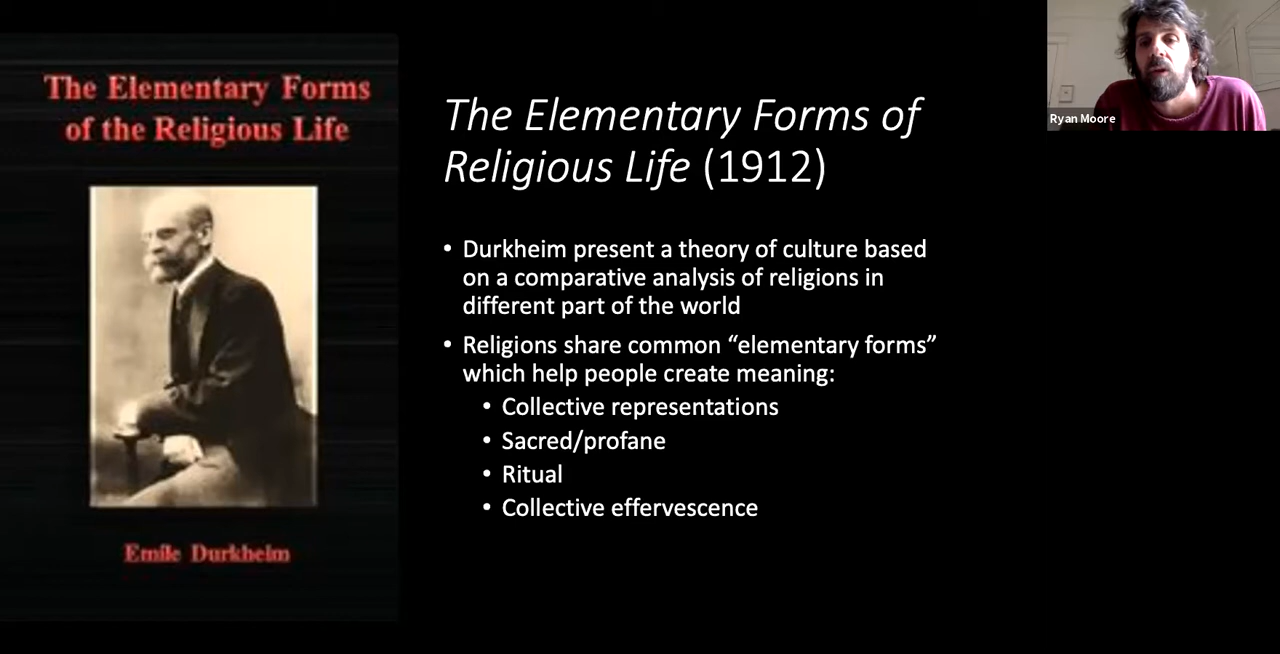 The Elementary Forms
of the Religious Life
Emile Durkheim
The Elementary Forms of
Religious Life (1912)
• Durkheim present a theory of culture based
on a comparative analysis of religions in
different part of the world
• Religions share common “elementary forms”
which help people create meaning:
• Collective representations
• Sacred/profane
• Ritual
• Collective effervescence
Ryan Moore